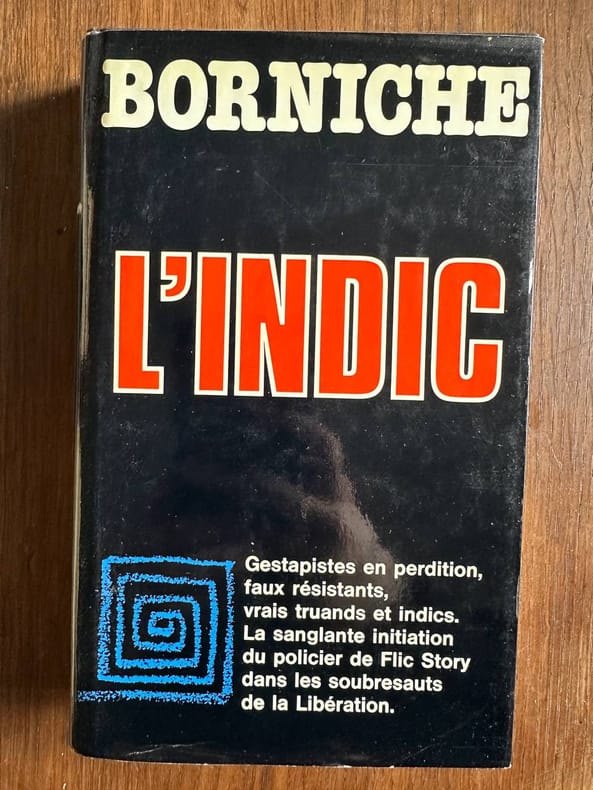 BORNICHE
L'INDIC
Gestapistes en perdition,
faux résistants,
vrais truands et indics.
La sanglante initiation
du policier de Flic Story
dans les soubresauts
de la Libération.